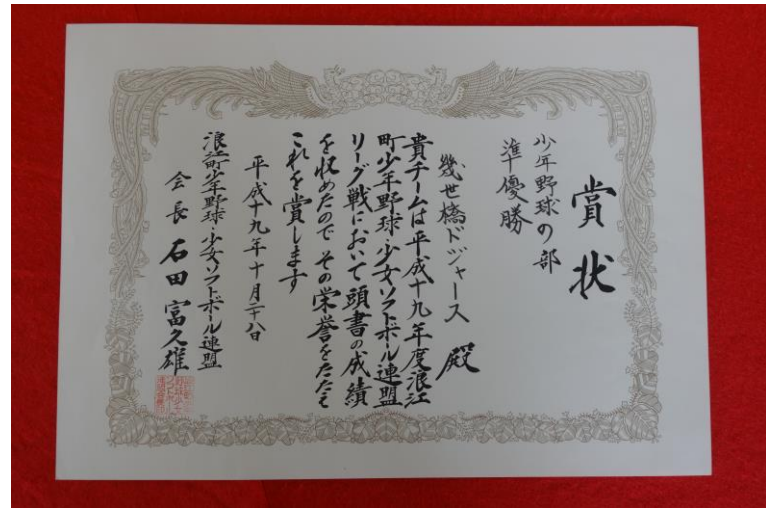 賞状
少年野球の部
準優勝
幾世橋ドジャース 殿
貴チームは平成十九年度浪江
町少年野球・少女ソフトボール連盟
リーグ戦において頭書の成績
を収めたので その栄誉をたたえ
これを賞します
平成十九年十月二十八日
浪江町少年野球・少女ソフトボール連盟
会長 石田富久雄